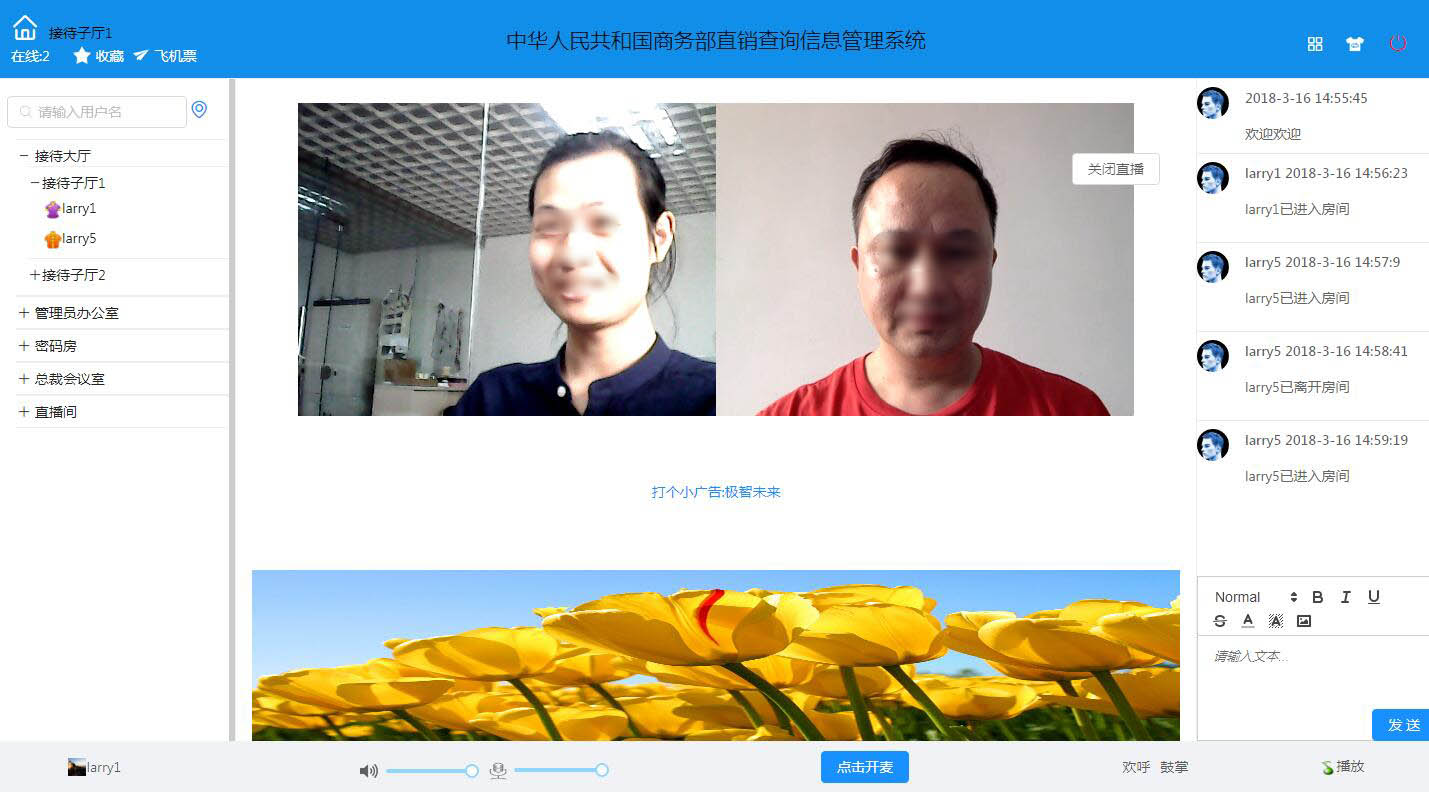 接待子厅1
在线:2 收藏 飞机票
中华人民共和国商务部直销查询信息管理系统
请输入用户名
接待大厅
接待子厅1
larry1
larry5
接待子厅2
管理员办公室
密码房
总裁会议室
直播间
关闭直播
打个小广告:极智未来
2018-3-16 14:55:45
欢迎欢迎
larry1 2018-3-16 14:56:23
larry1已进入房间
larry5 2018-3-16 14:57:9
larry5已进入房间
larry5 2018-3-16 14:58:41
larry5已离开房间
larry5 2018-3-16 14:59:19
larry5已进入房间
Normal B I U
S A A
请输入文本...
发 送
larry1
点击开麦
欢呼 鼓掌
播放